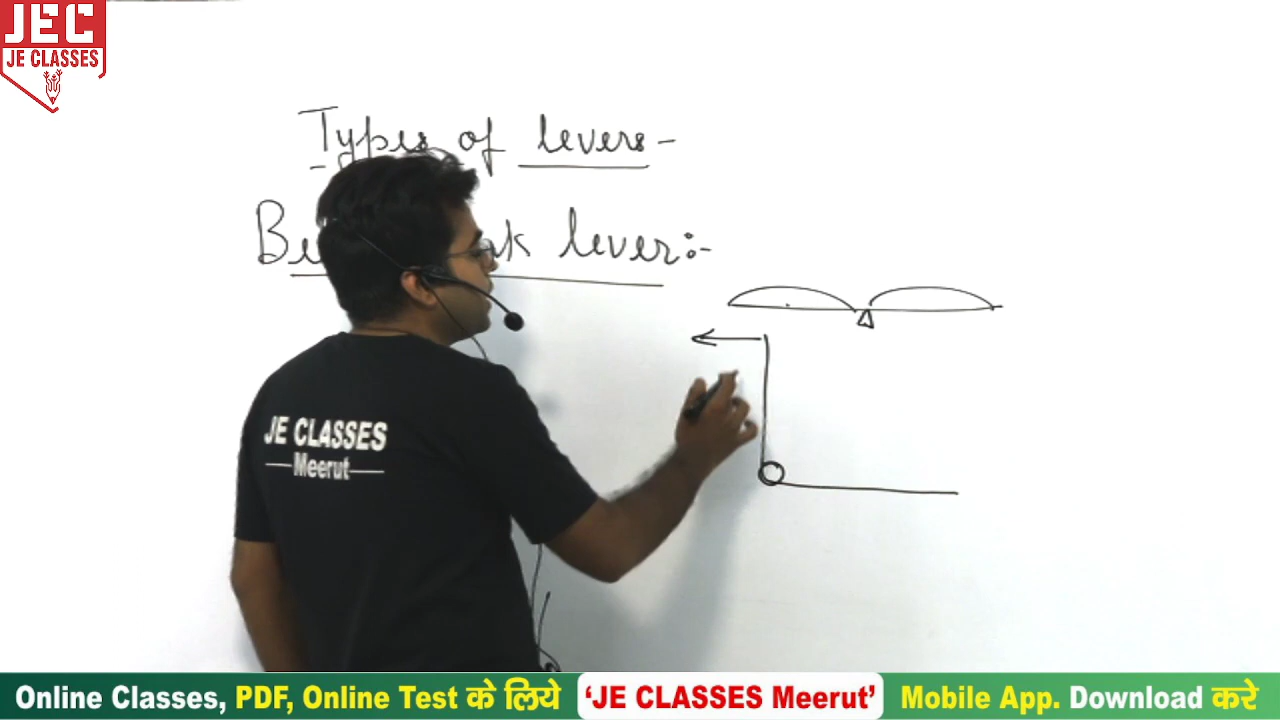 JEC
JE CLASSES
Types of levers-
lever:-
JE CLASSES
Meerut
Online Classes, PDF, Online Test के लिये 'JE CLASSES Meerut' Mobile App. Download करे